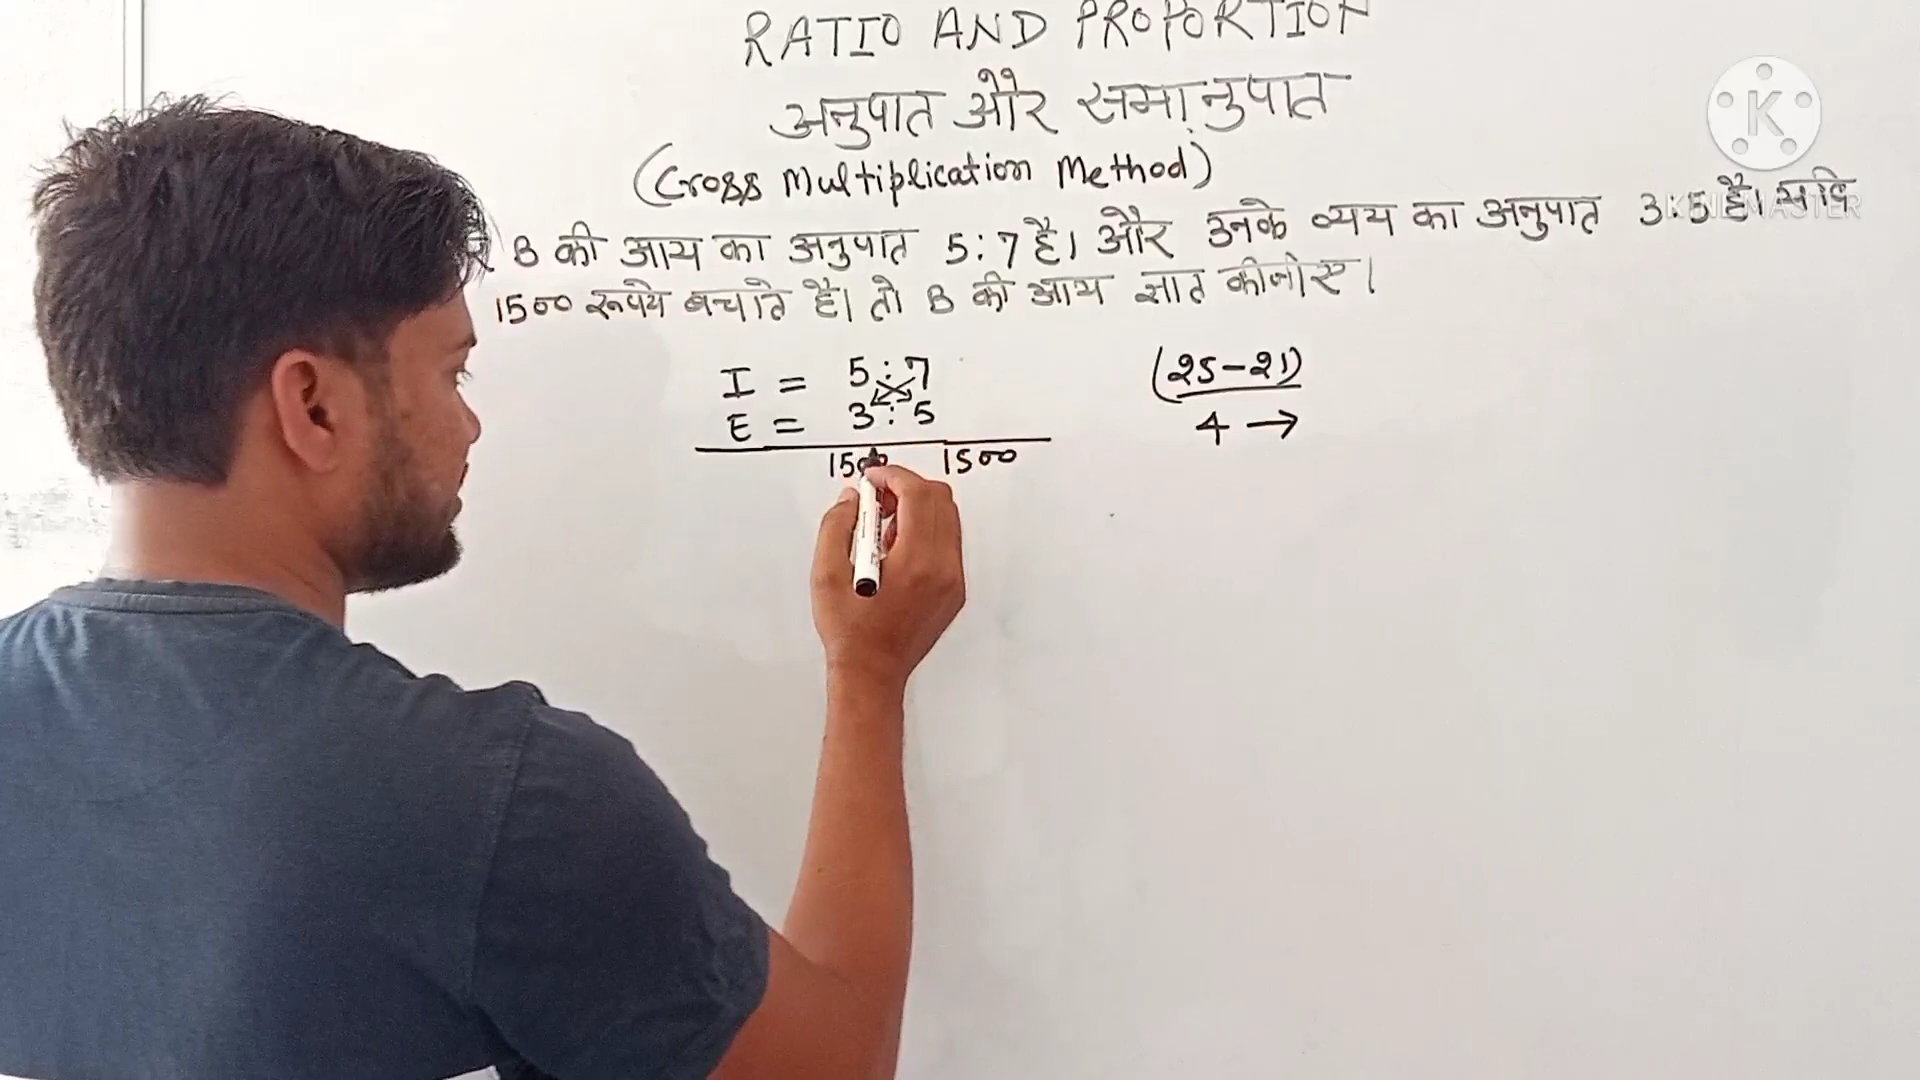 RATIO AND PROPORTION
अनुपात और समानुपात
(Cross Multiplication Method)
B की आय का अनुपात 5:7 है। और उनके व्यय का अनुपात 3:5 है। यदि
1500 रूपये बचाते है। तो B की आय ज्ञात कीजिए।
I = 5:7
E = 3:5
1500 1500
(25-21)
4 →
K
KINEMASTER